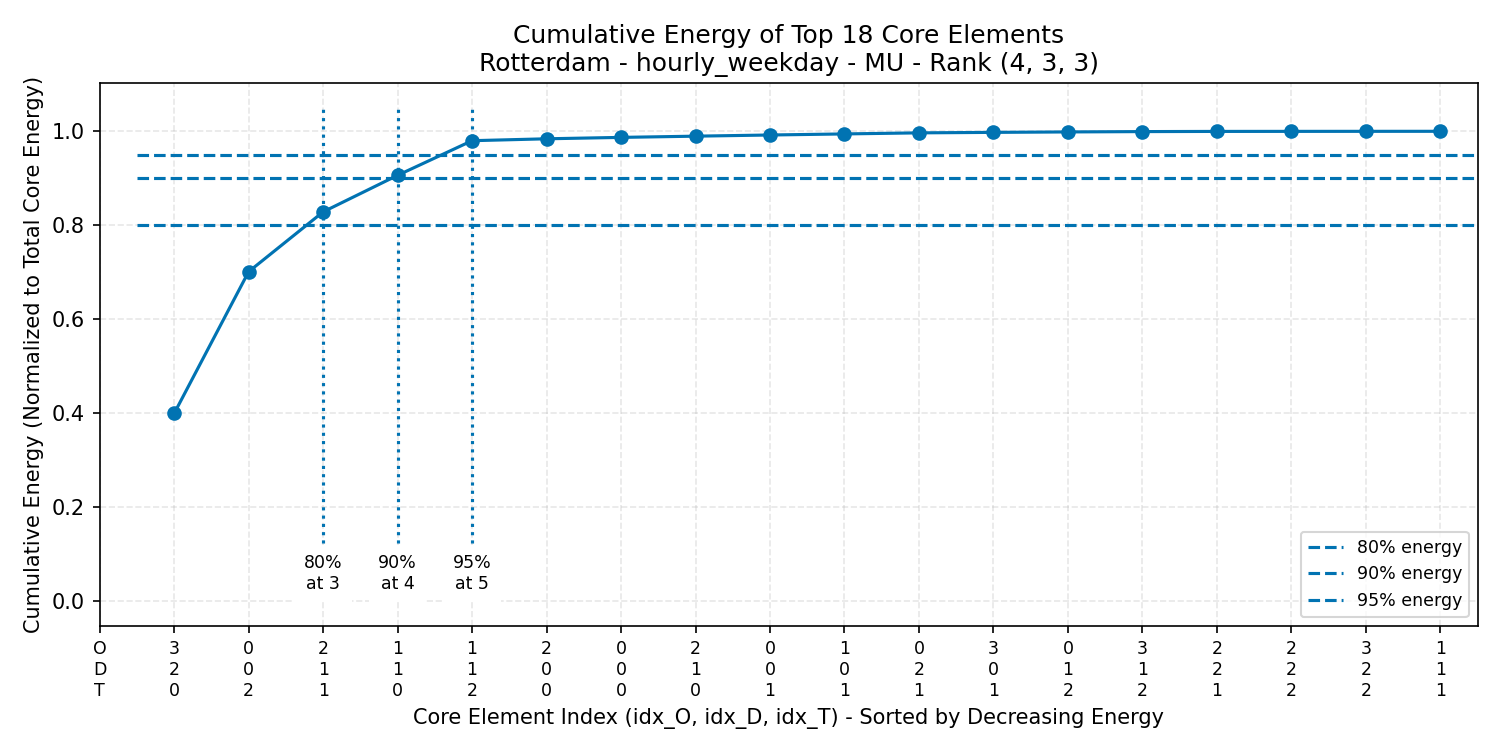 Cumulative Energy of Top 18 Core Elements
Rotterdam - hourly_weekday - MU - Rank (4, 3, 3)
Cumulative Energy (Normalized to Total Core Energy)
1.0
0.8
0.6
0.4
0.2
0.0
80% 90% 95%
at 3 at 4 at 5
80% energy
90% energy
95% energy
O 3 0 2 1 1 2 0 2 0 1 0 3 0 3 2 2 3 1
D 2 0 1 1 1 0 0 1 0 0 2 0 1 1 2 2 2 1
T 0 2 1 0 2 0 0 0 1 1 1 1 2 2 1 2 2 1
Core Element Index (idx_O, idx_D, idx_T) - Sorted by Decreasing Energy